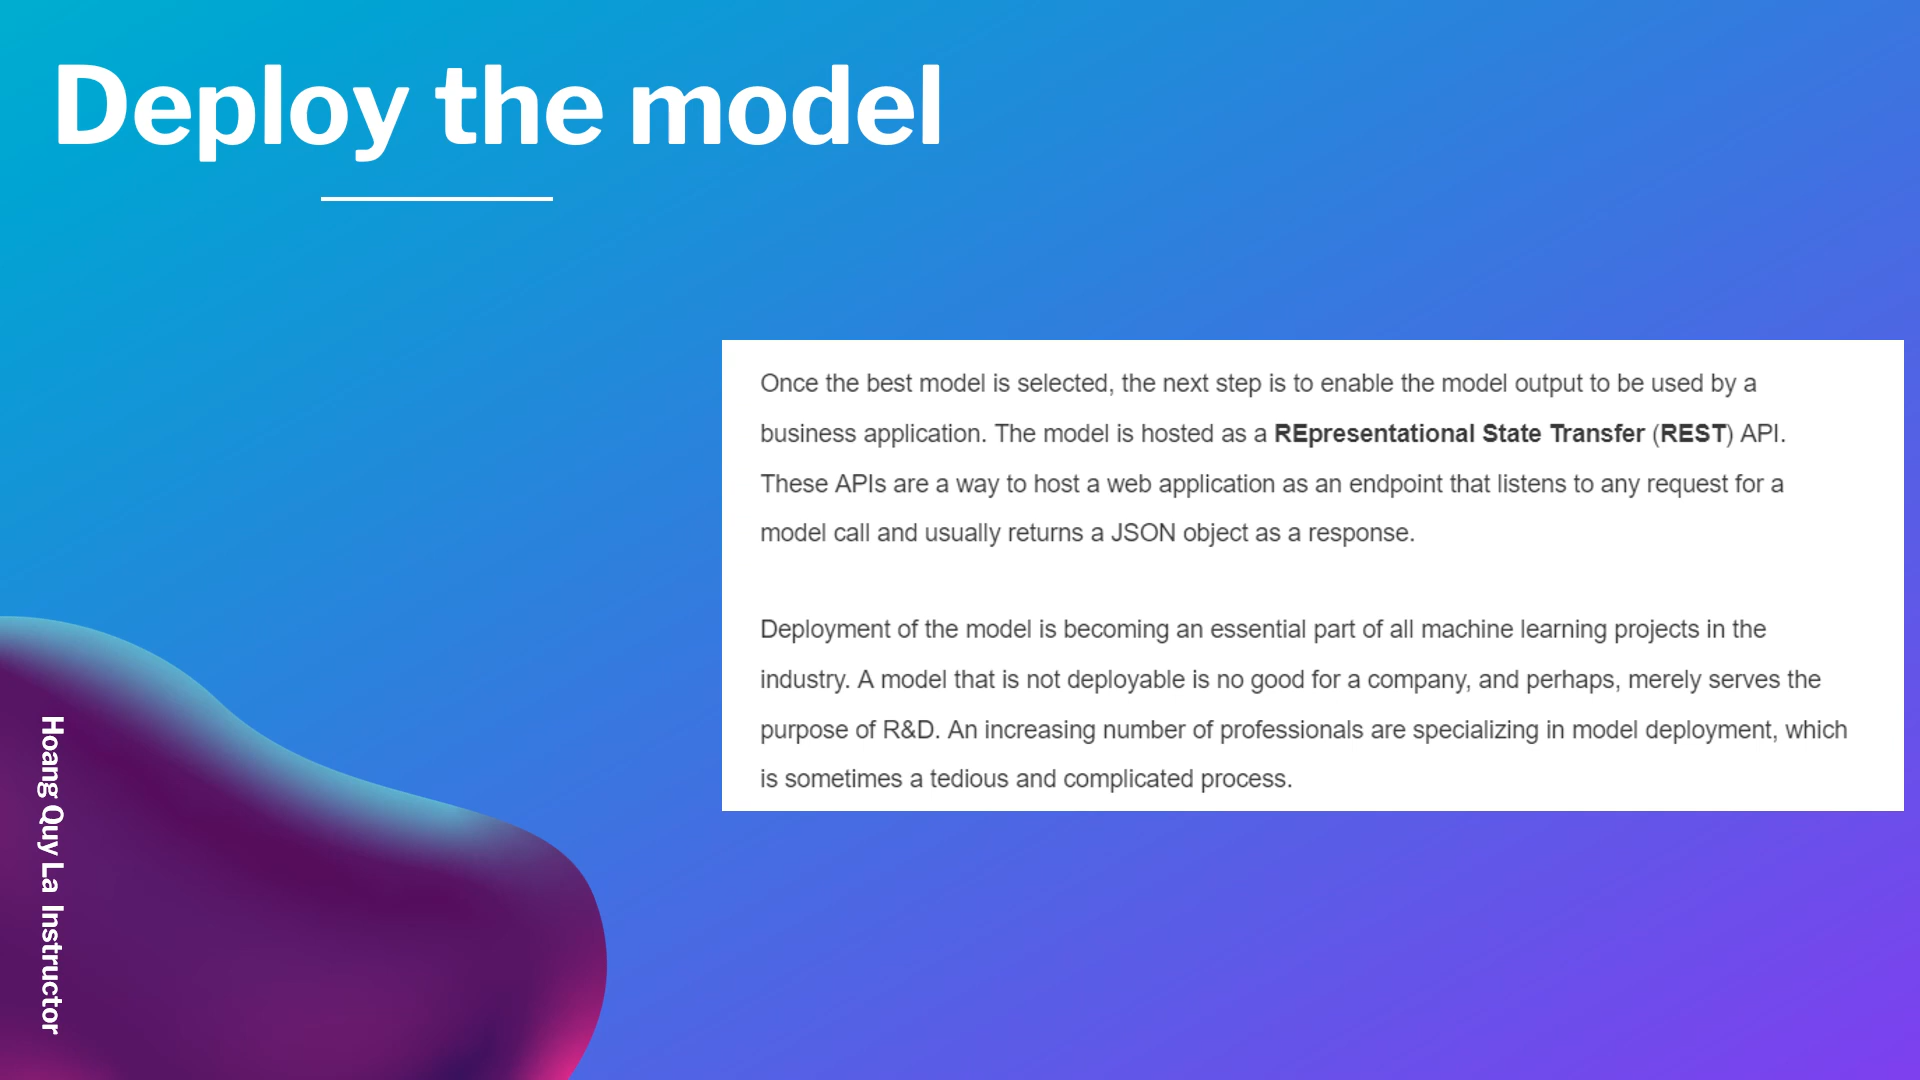 Deploy the model
Once the best model is selected, the next step is to enable the model output to be used by a
business application. The model is hosted as a REpresentational State Transfer (REST) API.
These APIs are a way to host a web application as an endpoint that listens to any request for a
model call and usually returns a JSON object as a response.
Deployment of the model is becoming an essential part of all machine learning projects in the
industry. A model that is not deployable is no good for a company, and perhaps, merely serves the
purpose of R&D. An increasing number of professionals are specializing in model deployment, which
is sometimes a tedious and complicated process.
Hoang Quy La Instructor